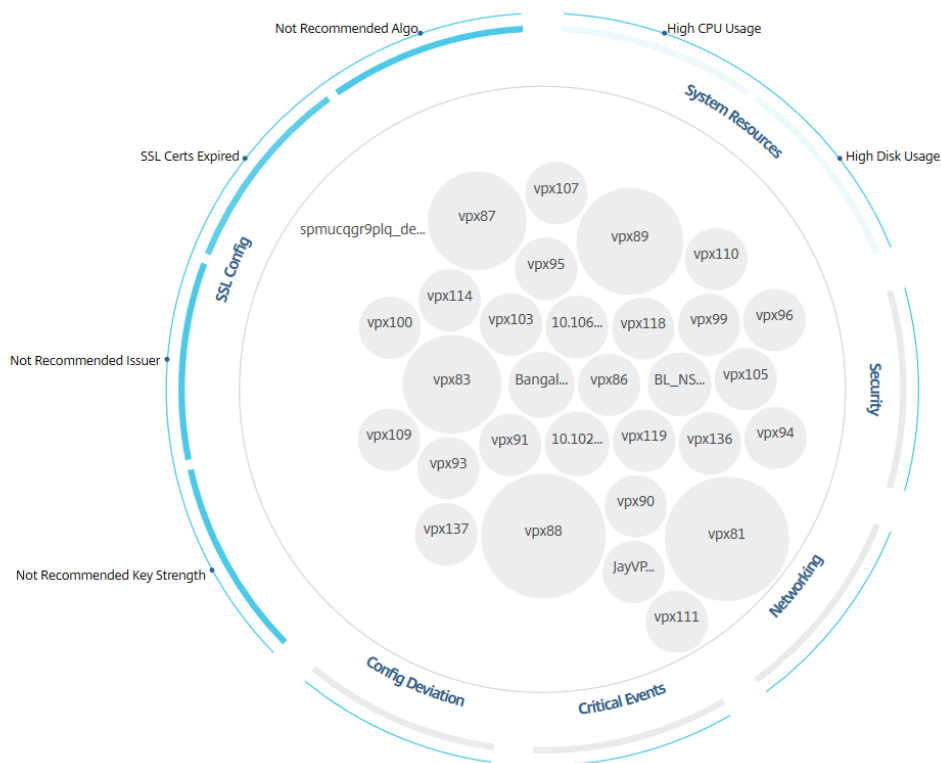 Not Recommended Algo
High CPU Usage
System Resources
SSL Certs Expired
High Disk Usage
vpx107
vpx87
spmucqgr9plq_de...
vpx89
vpx110
vpx95
SSL Config
vpx114
vpx100
vpx103
10.106...
vpx118
vpx99
vpx96
Not Recommended Issuer
vpx83
Bangal...
vpx86
BL_NS...
vpx105
Security
vpx109
vpx91
10.102...
vpx119
vpx136
vpx94
vpx93
vpx137
vpx88
vpx90
vpx81
Not Recommended Key Strength
JayVP...
Networking
vpx111
Config Deviation
Critical Events